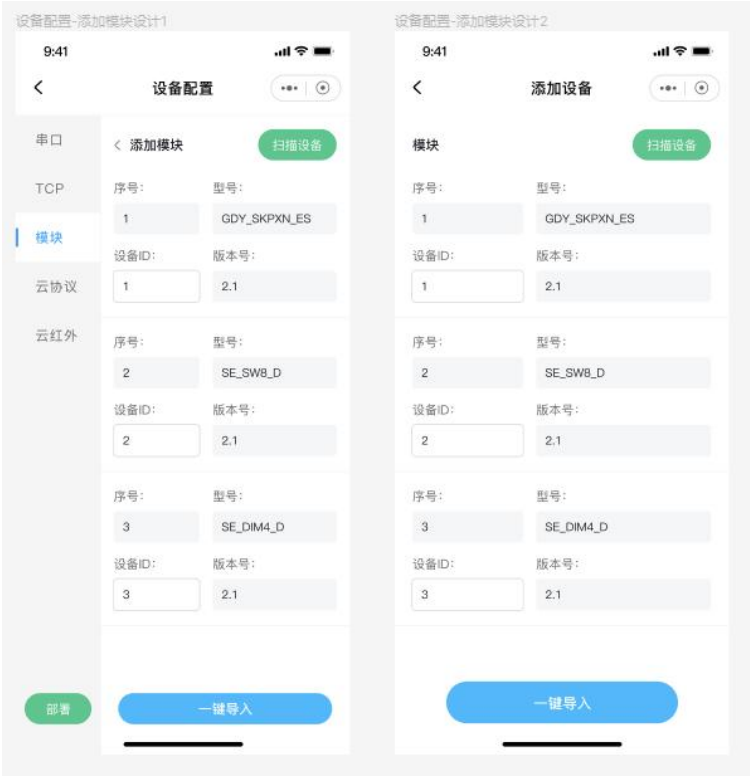 设备配置-添加模块设计1
9:41
设备配置
串口
TCP
模块
云协议
云红外
部署
添加模块
扫描设备
序号: 型号:
1 GDY_SKPXN_ES
设备ID: 版本号:
1 2.1
序号: 型号:
2 SE_SW8_D
设备ID: 版本号:
2 2.1
序号: 型号:
3 SE_DIM4_D
设备ID: 版本号:
3 2.1
一键导入
设备配置-添加模块设计2
9:41
添加设备
模块
扫描设备
序号: 型号:
1 GDY_SKPXN_ES
设备ID: 版本号:
1 2.1
序号: 型号:
2 SE_SW8_D
设备ID: 版本号:
2 2.1
序号: 型号:
3 SE_DIM4_D
设备ID: 版本号:
3 2.1
一键导入